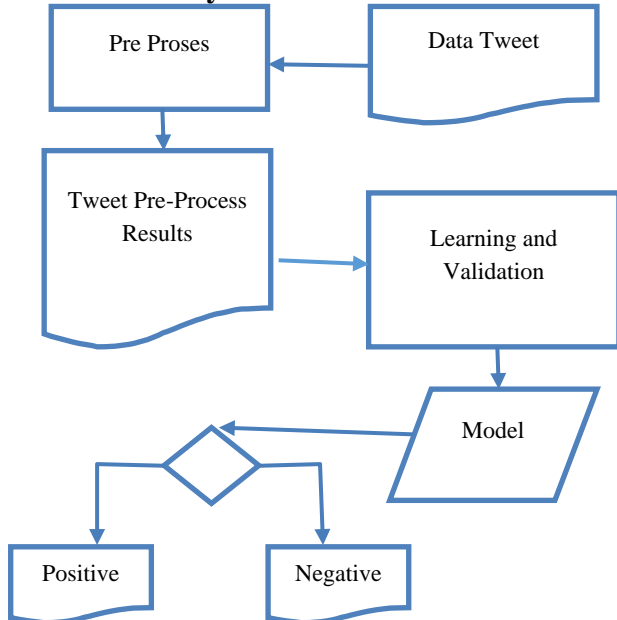 y
Pre Proses
Data Tweet
Tweet Pre-Process
Results
Learning and
Validation
Model
Positive
Negative